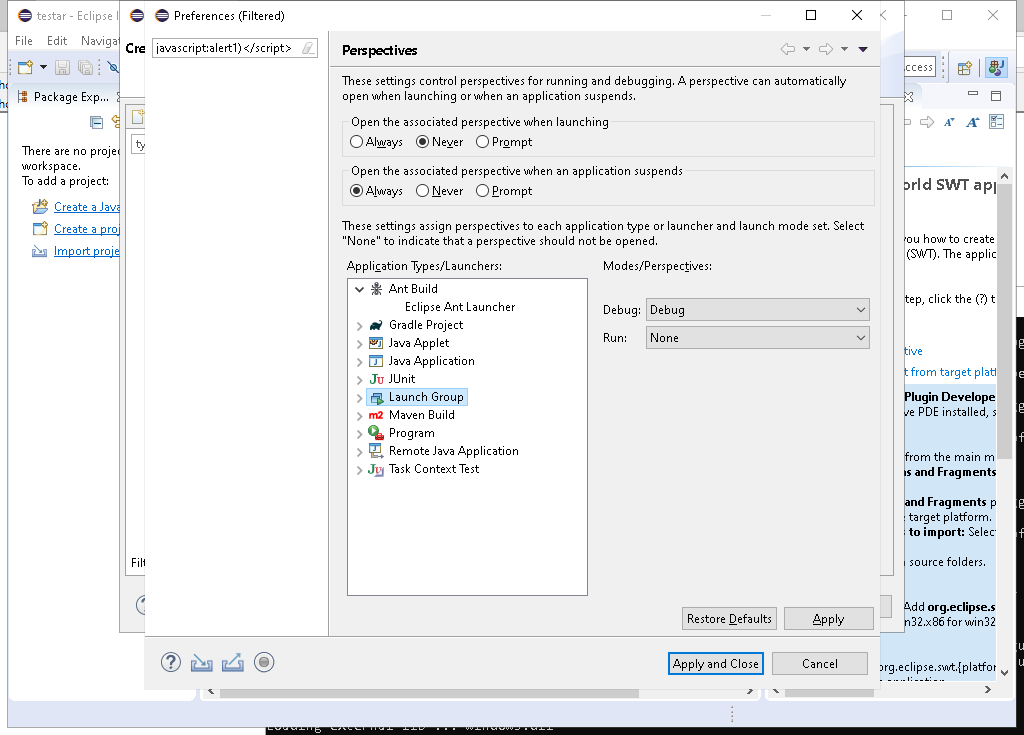 testar - Eclipse I
File Edit Navigat
Package Exp...
There are no proje
workspace.
To add a project:
Create a Java
Create a proj
Import proje
Cre
ty
Filt
Preferences (Filtered)
javascript:alert1)</script>
Perspectives
These settings control perspectives for running and debugging. A perspective can automatically
open when launching or when an application suspends.
Open the associated perspective when launching
Always Never Prompt
Open the associated perspective when an application suspends
Always Never Prompt
These settings assign perspectives to each application type or launcher and launch mode set. Select
"None" to indicate that a perspective should not be opened.
Application Types/Launchers:
Modes/Perspectives:
Ant Build
Eclipse Ant Launcher
Gradle Project
Java Applet
Java Application
JUnit
Launch Group
Maven Build
Program
Remote Java Application
Task Context Test
Debug: Debug
Run: None
Restore Defaults Apply
Apply and Close Cancel
ccess
orld SWT app
you how to create
(SWT). The applic
tep, click the (?) t
tive
t from target platf
Plugin Develope
ve PDE installed, s
from the main m
ns and Fragments
and Fragments p
target platform.
to import: Selec
source folders.
Add org.eclipse.s
n32.x86 for win32
org.eclipse.swt.{platfor
application
Loading external lib ... windows.dll